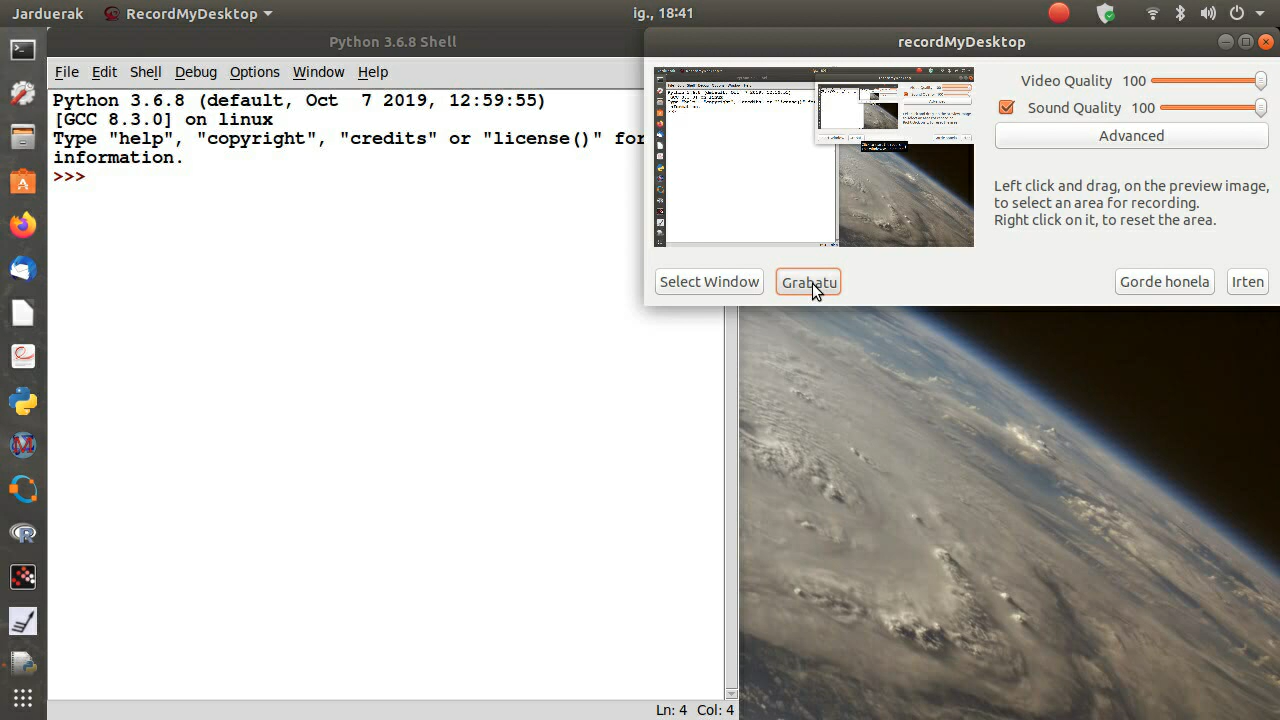 Jarduerak RecordMyDesktop ig., 18:41
Python 3.6.8 Shell
File Edit Shell Debug Options Window Help
Python 3.6.8 (default, Oct 7 2019, 12:59:55)
[GCC 8.3.0] on linux
Type "help", "copyright", "credits" or "license()" for
information.
>>>
Ln: 4 Col: 4
recordMyDesktop
Video Quality 100
Sound Quality 100
Advanced
Left click and drag, on the preview image,
to select an area for recording.
Right click on it, to reset the area.
Select Window Grabatu Gorde honela Irten